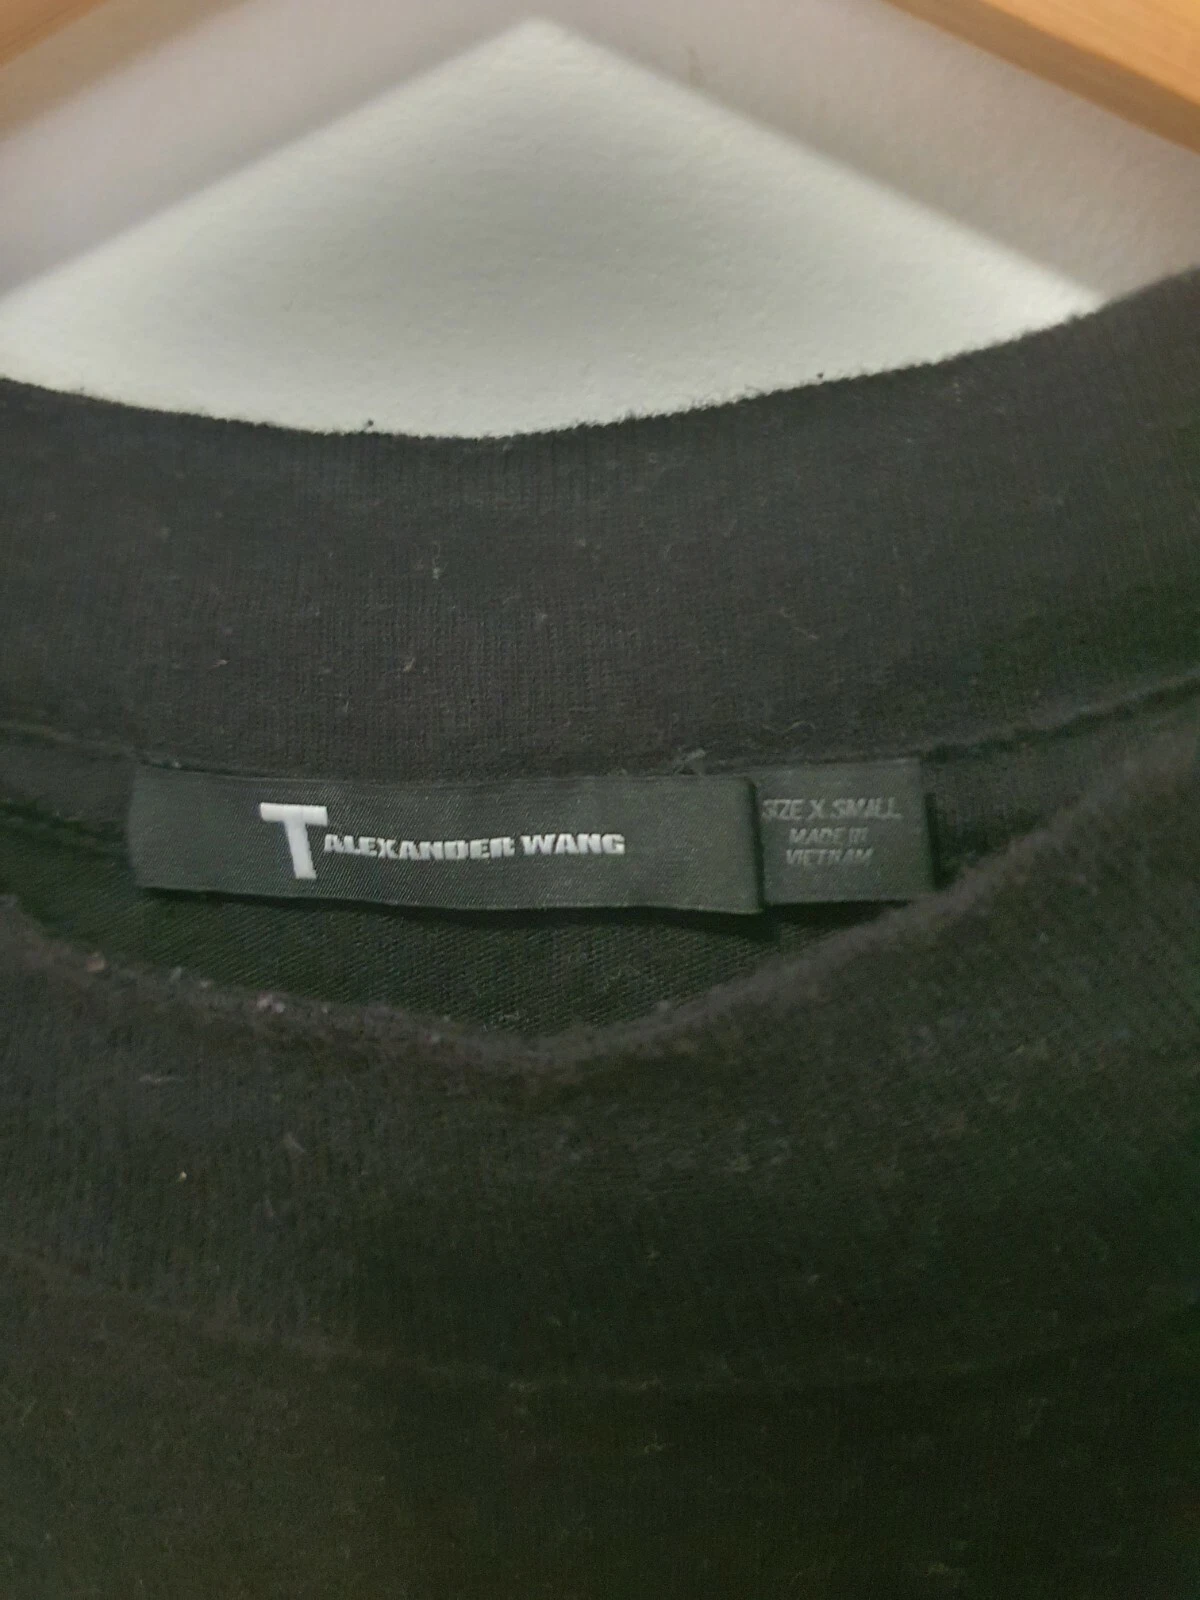 T ALEXANDER WANG
SIZE X SMALL
MADE IN
VIETNAM